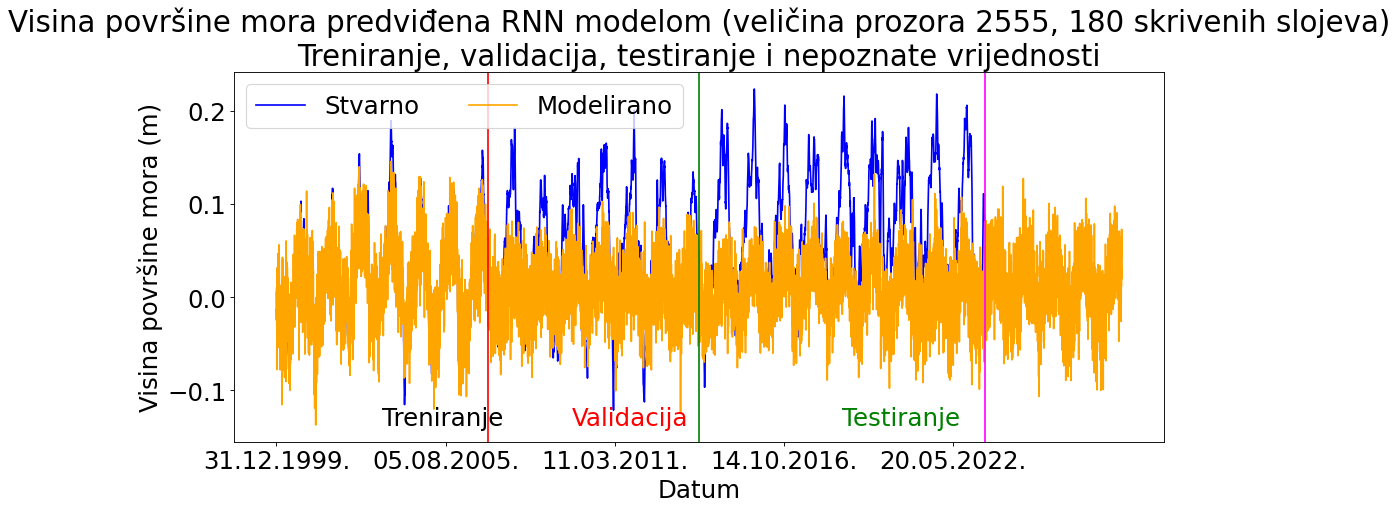 Visina površine mora predviđena RNN modelom (veličina prozora 2555, 180 skrivenih slojeva)
Treniranje, validacija, testiranje i nepoznate vrijednosti
Stvarno
Modelirano
Visina površine mora (m)
0.2
0.1
0.0
−0.1
Treniranje
Validacija
Testiranje
31.12.1999.
05.08.2005.
11.03.2011.
14.10.2016.
20.05.2022.
Datum